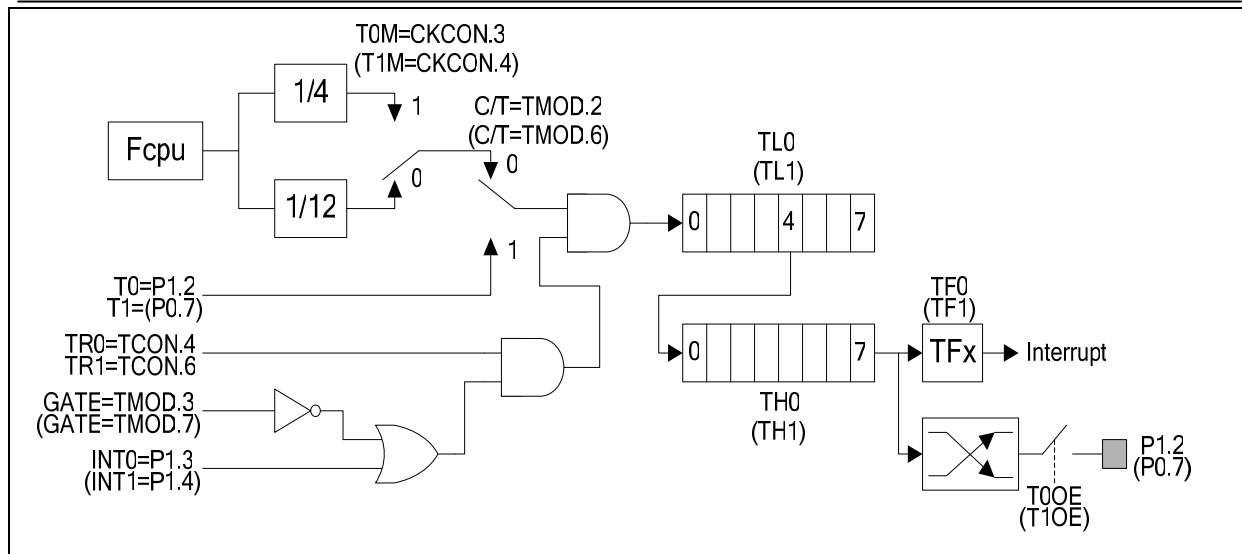 T0M=CKCON.3
(T1M=CKCON.4)
1/4
1
C/T=TMOD.2
(C/T=TMOD.6)
Fcpu
0
0
TL0
(TL1)
1/12
0 4 7
1
T0=P1.2
T1=(P0.7)
TF0
(TF1)
TR0=TCON.4
TR1=TCON.6
0 7
TFx
Interrupt
GATE=TMOD.3
(GATE=TMOD.7)
TH0
(TH1)
INT0=P1.3
(INT1=P1.4)
P1.2
(P0.7)
T0OE
(T1OE)